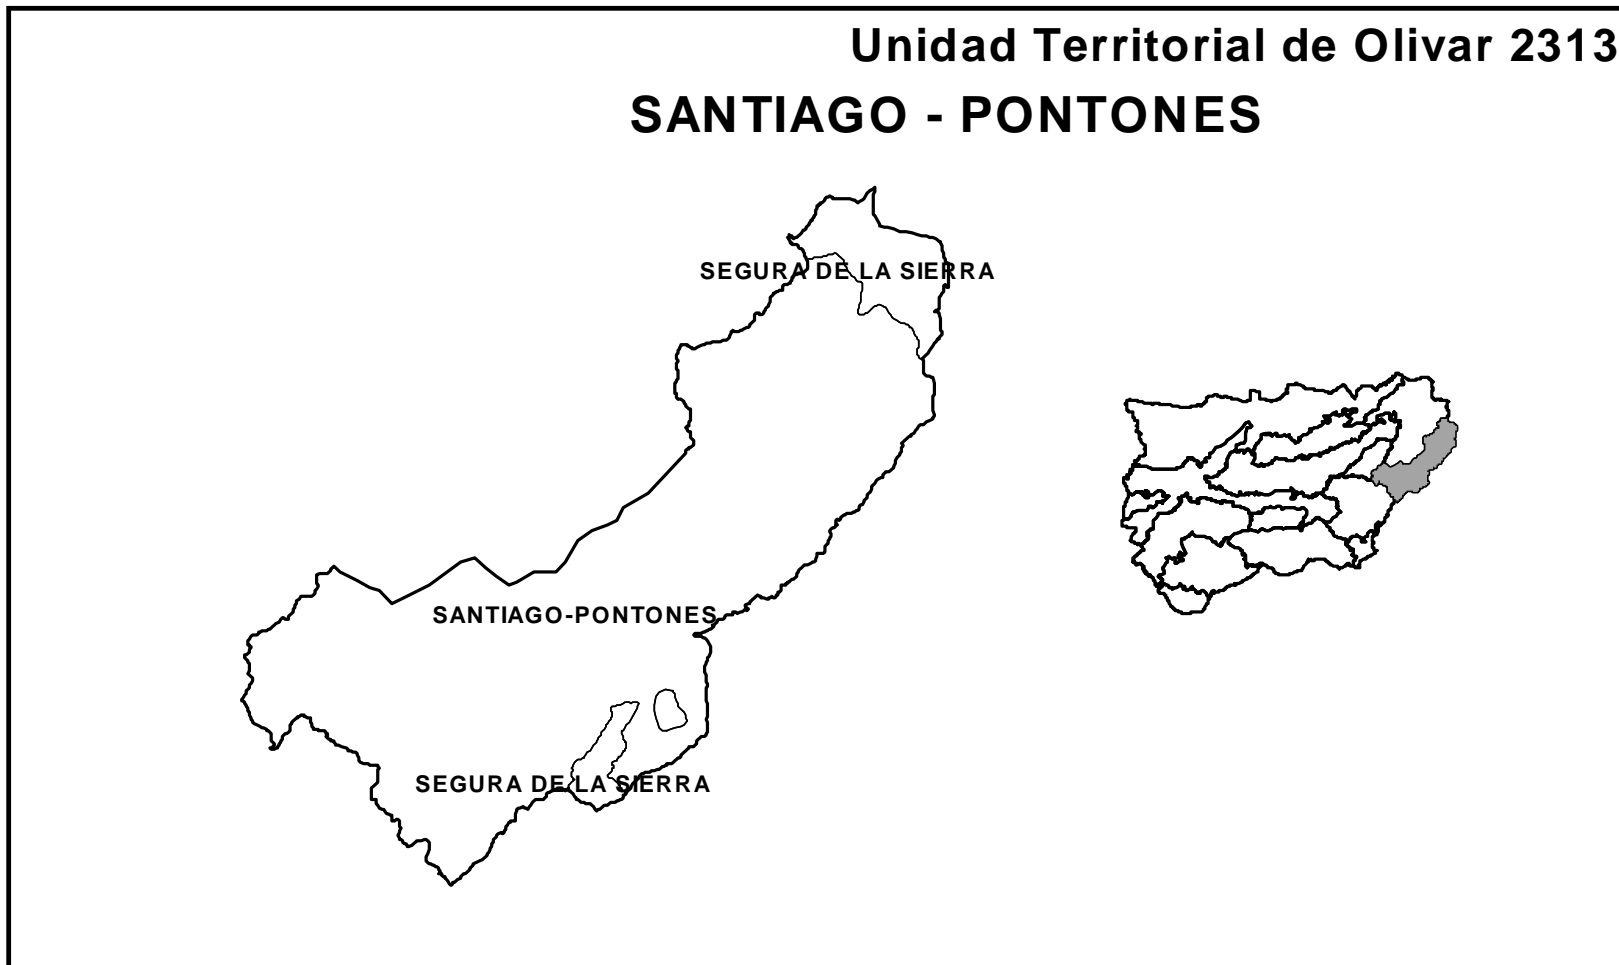 Unidad Territorial de Olivar 2313
SANTIAGO - PONTONES
SEGURA DE LA SIERRA
SANTIAGO-PONTONES
SEGURA DE LA SIERRA